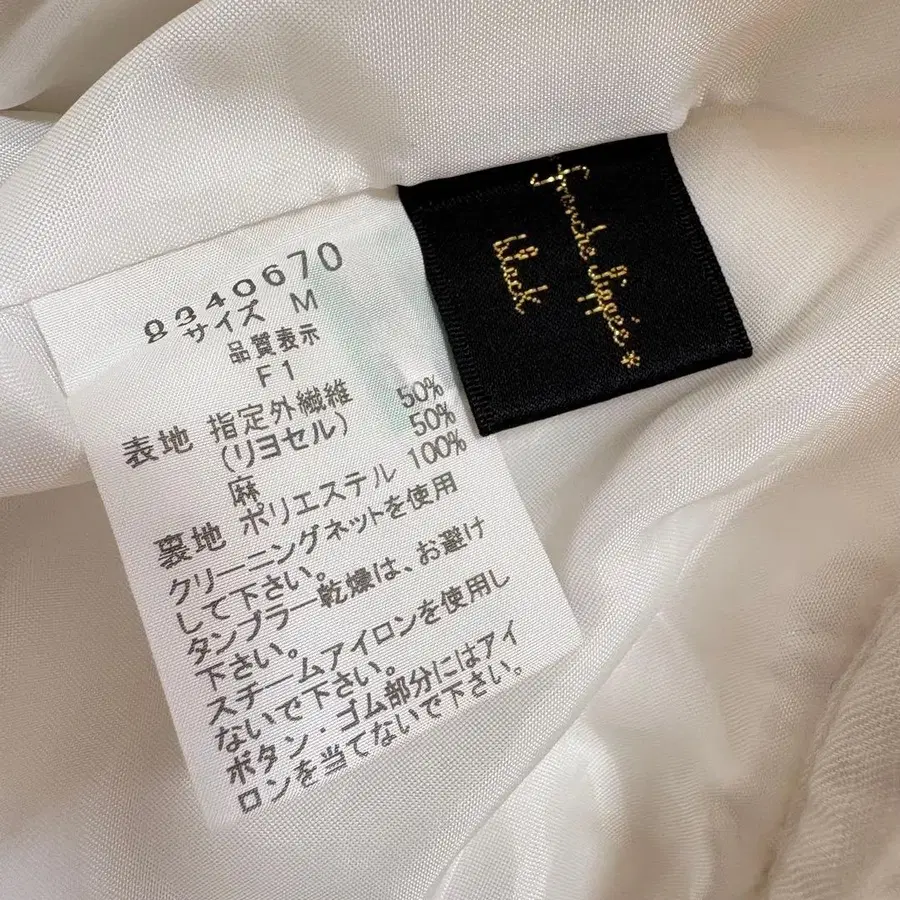 8340670
サイズ M
品質表示
F1
表地 指定外繊維 50%
(リヨセル) 50%
麻
裏地 ポリエステル 100%
クリーニングネットを使用
して下さい。
タンブラー乾燥は、お避け
下さい。
スチームアイロンを使用し
ないで下さい。
ボタン・ゴム部分にはアイ
ロンを当てないで下さい。
franche lippée*
black